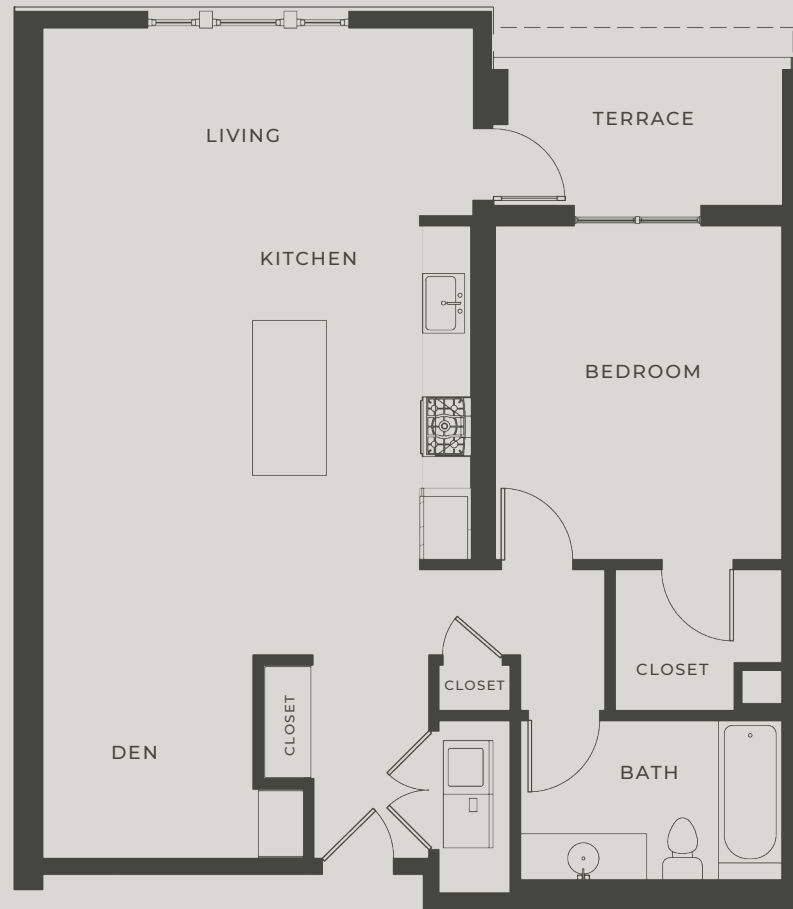 TERRACE
LIVING
KITCHEN
BEDROOM
CLOSET
CLOSET
CLOSET
DEN
BATH